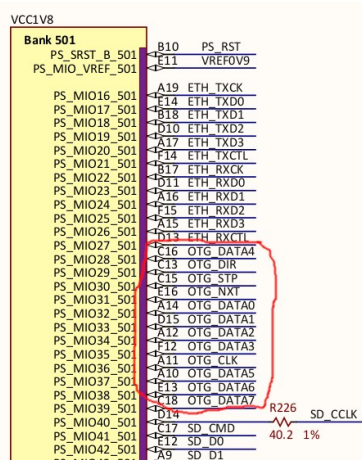 VCC1V8
Bank 501
PS_SRST_B_501 B10 PS_RST
PS_MIO_VREF_501 E11 VREF0V9
PS_MIO16_501 A19 ETH_TXCK
PS_MIO17_501 E14 ETH_TXD0
PS_MIO18_501 B18 ETH_TXD1
PS_MIO19_501 D10 ETH_TXD2
PS_MIO20_501 A17 ETH_TXD3
PS_MIO21_501 F14 ETH_TXCTL
PS_MIO22_501 B17 ETH_RXCK
PS_MIO23_501 D11 ETH_RXD0
PS_MIO24_501 A16 ETH_RXD1
PS_MIO25_501 F15 ETH_RXD2
PS_MIO26_501 A15 ETH_RXD3
PS_MIO27_501 D13 ETH_RXCTL
PS_MIO28_501 C16 OTG_DATA4
PS_MIO29_501 C13 OTG_DIR
PS_MIO30_501 C15 OTG_STP
PS_MIO31_501 E16 OTG_NXT
PS_MIO32_501 A14 OTG_DATA0
PS_MIO33_501 D15 OTG_DATA1
PS_MIO34_501 A12 OTG_DATA2
PS_MIO35_501 F12 OTG_DATA3
PS_MIO36_501 A11 OTG_CLK
PS_MIO37_501 A10 OTG_DATA5
PS_MIO38_501 E13 OTG_DATA6
PS_MIO39_501 C18 OTG_DATA7
PS_MIO40_501 D14 R226 SD_CCLK
40.2 1%
PS_MIO41_501 C17 SD_CMD
PS_MIO42_501 E12 SD_D0
A9 SD_D1